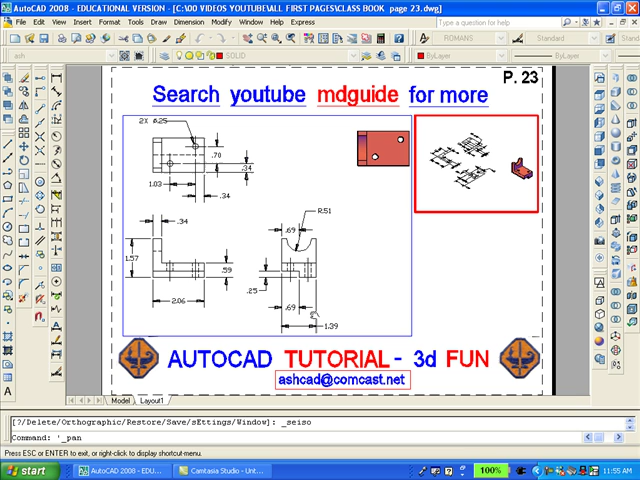 AutoCAD 2008 - EDUCATIONAL VERSION - [C:\00 VIDEOS YOUTUBE\ALL FIRST PAGES\CLASS BOOK page 23.dwg]
File Edit View Insert Format Tools Draw Dimension Modify Window Help Express
Type a question for help
ROMANS
Standard
ash
SOLID
ByLayer
ByLayer
P. 23
Search youtube mdguide for more
2X ⌀.25
.70
.34
1.03
.34
.34
1.57
.59
2.06
R.51
.69
.25
.69
1.39
AUTOCAD TUTORIAL - 3d FUN
ashcad@comcast.net
Model Layout1
[?/Delete/Orthographic/Restore/Save/sEttings/Window]: _seiso
Command: '_pan
Press ESC or ENTER to exit, or right-click to display shortcut-menu.
start
AutoCAD 2008 - EDU...
Camtasia Studio - Unt...
100%
11:55 AM